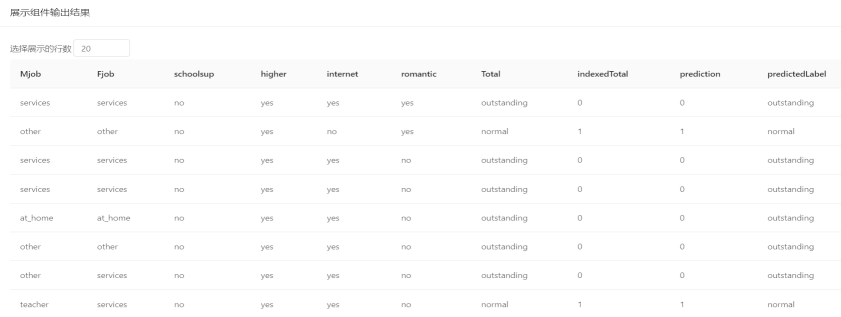 展示组件输出结果
选择展示的行数 20
Mjob Fjob schoolsup higher internet romantic Total indexedTotal prediction predictedLabel
services services no yes yes yes outstanding 0 0 outstanding
other other no yes no yes normal 1 1 normal
services services no yes yes no outstanding 0 0 outstanding
services services no yes yes no outstanding 0 0 outstanding
at_home at_home no yes yes no outstanding 0 0 outstanding
other other no yes yes no outstanding 0 0 outstanding
other services no yes yes no outstanding 0 0 outstanding
teacher services no yes yes no normal 1 1 normal